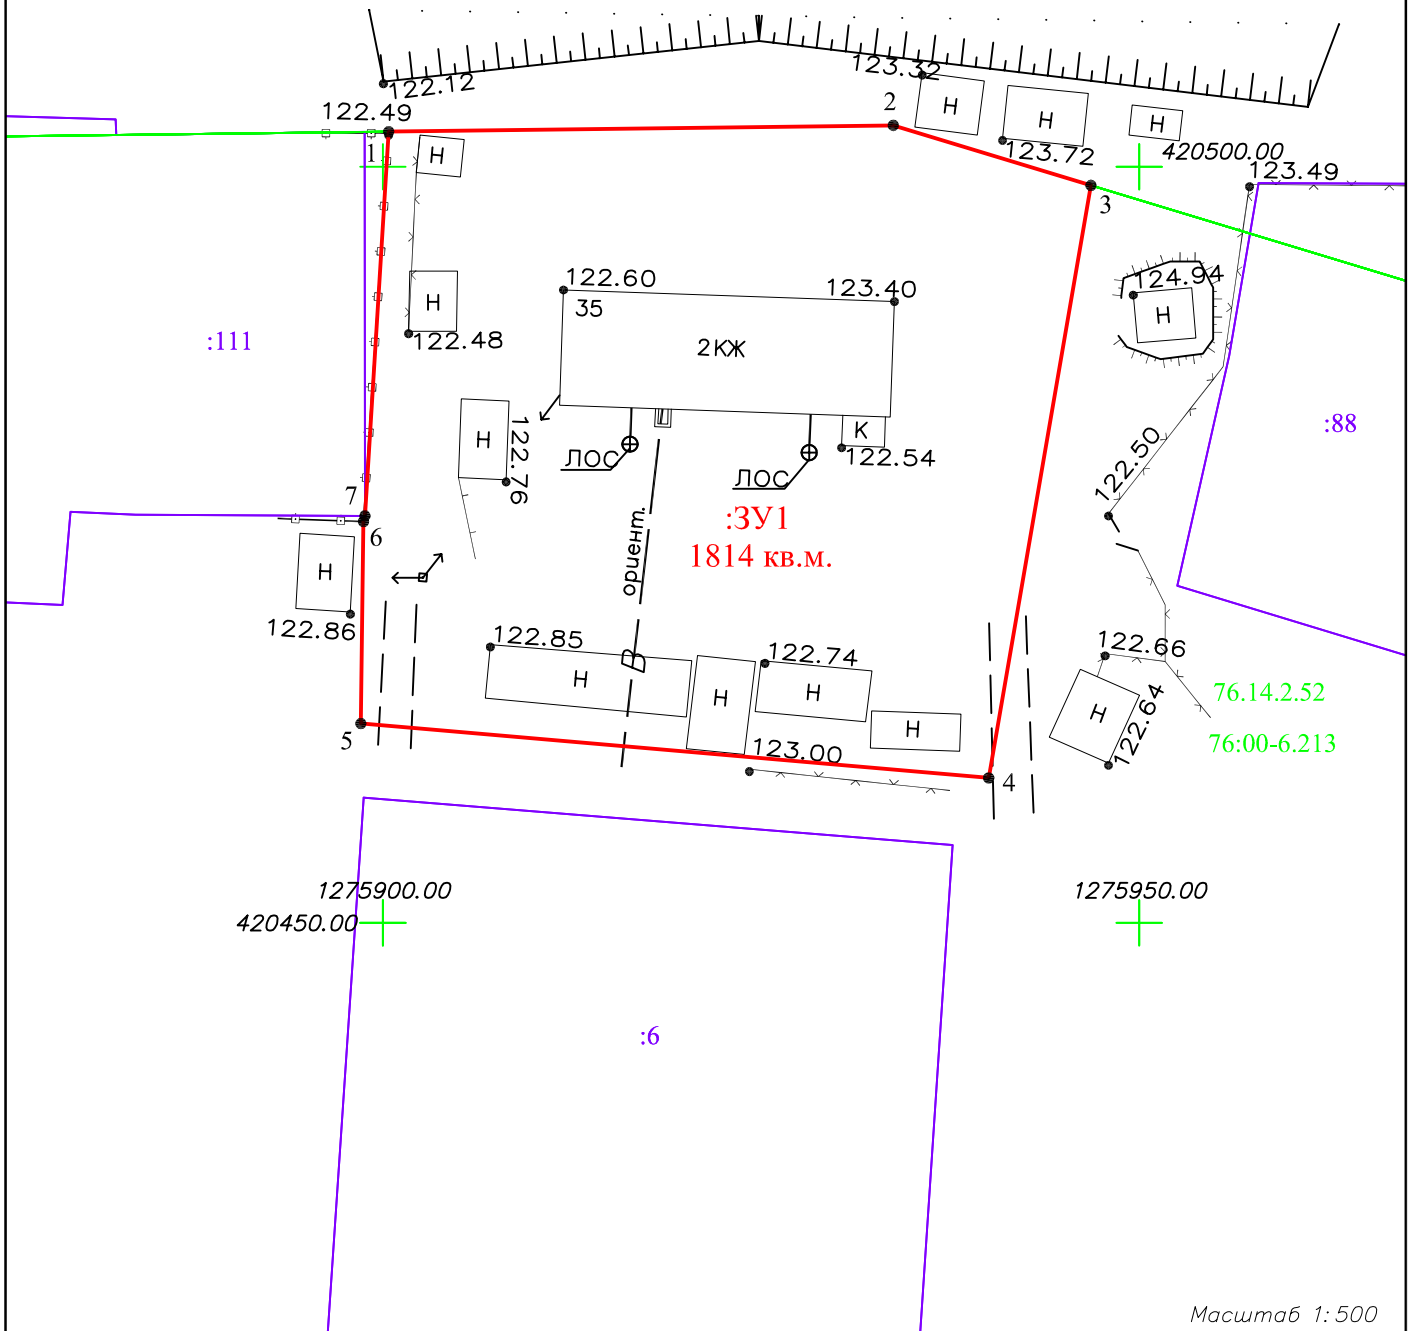 122.12
123.32
122.49
2
Н
Н
Н
1
Н
123.72
420500.00
123.49
3
122.60
123.40
124.94
35
Н
Н
:111
122.48
2КЖ
:88
Н
122.76
К
122.54
122.50
ЛОС
ЛОС
7
6
:ЗУ1
1814 кв.м.
ориент.
Н
122.86
122.85
122.74
122.66
В
Н
Н
Н
Н
Н
122.64
76.14.2.52
76:00-6.213
5
123.00
4
1275900.00
1275950.00
420450.00
:6
Масштаб 1:500